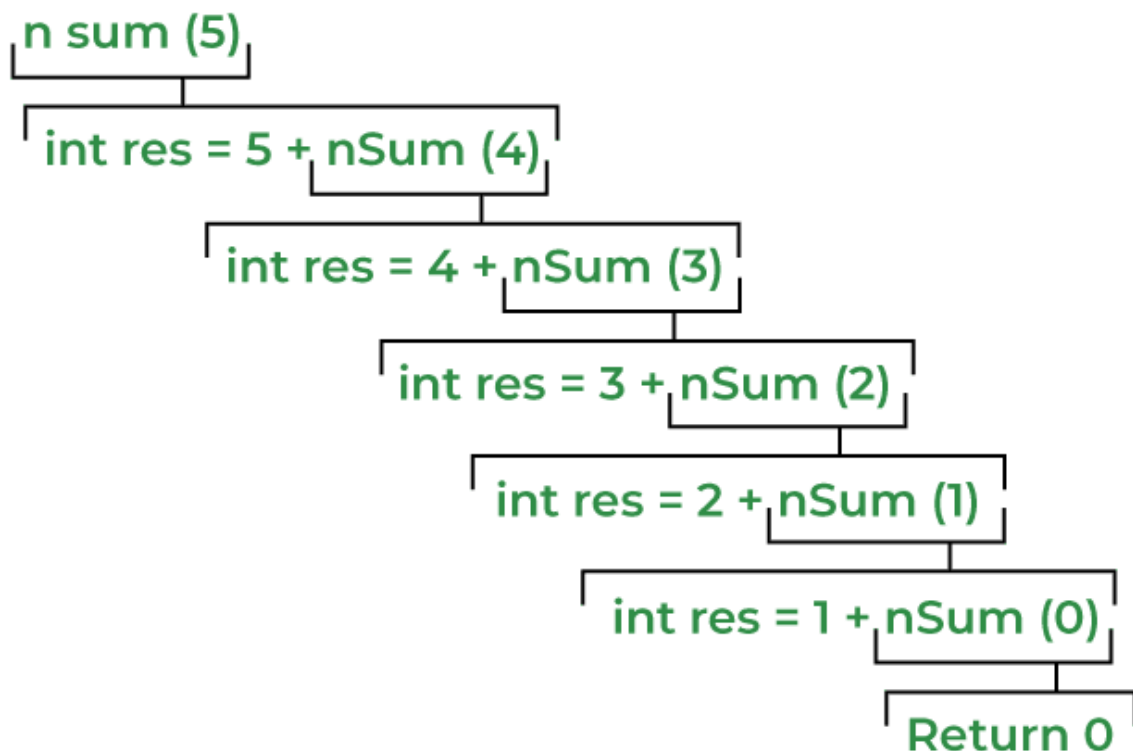 n sum (5)
int res = 5 + nSum (4)
int res = 4 + nSum (3)
int res = 3 + nSum (2)
int res = 2 + nSum (1)
int res = 1 + nSum (0)
Return 0